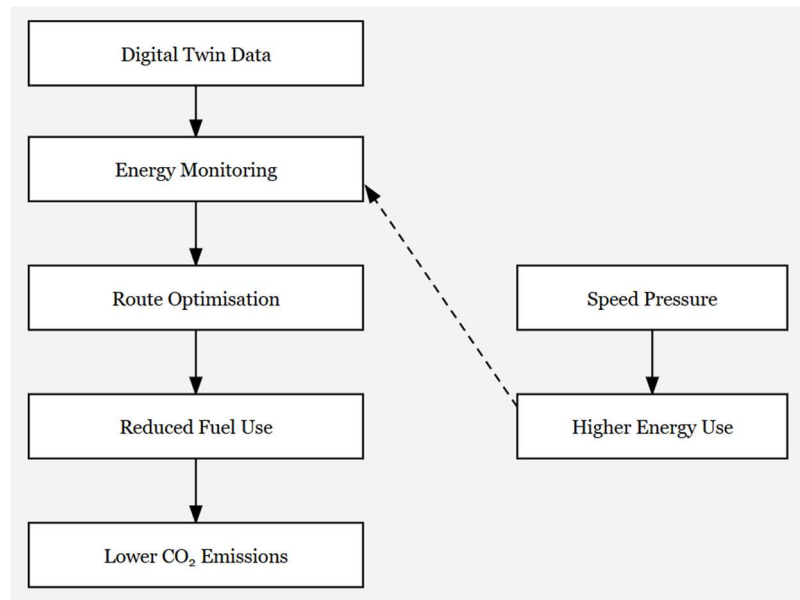 Digital Twin Data
Energy Monitoring
Route Optimisation
Speed Pressure
Reduced Fuel Use
Higher Energy Use
Lower CO₂ Emissions